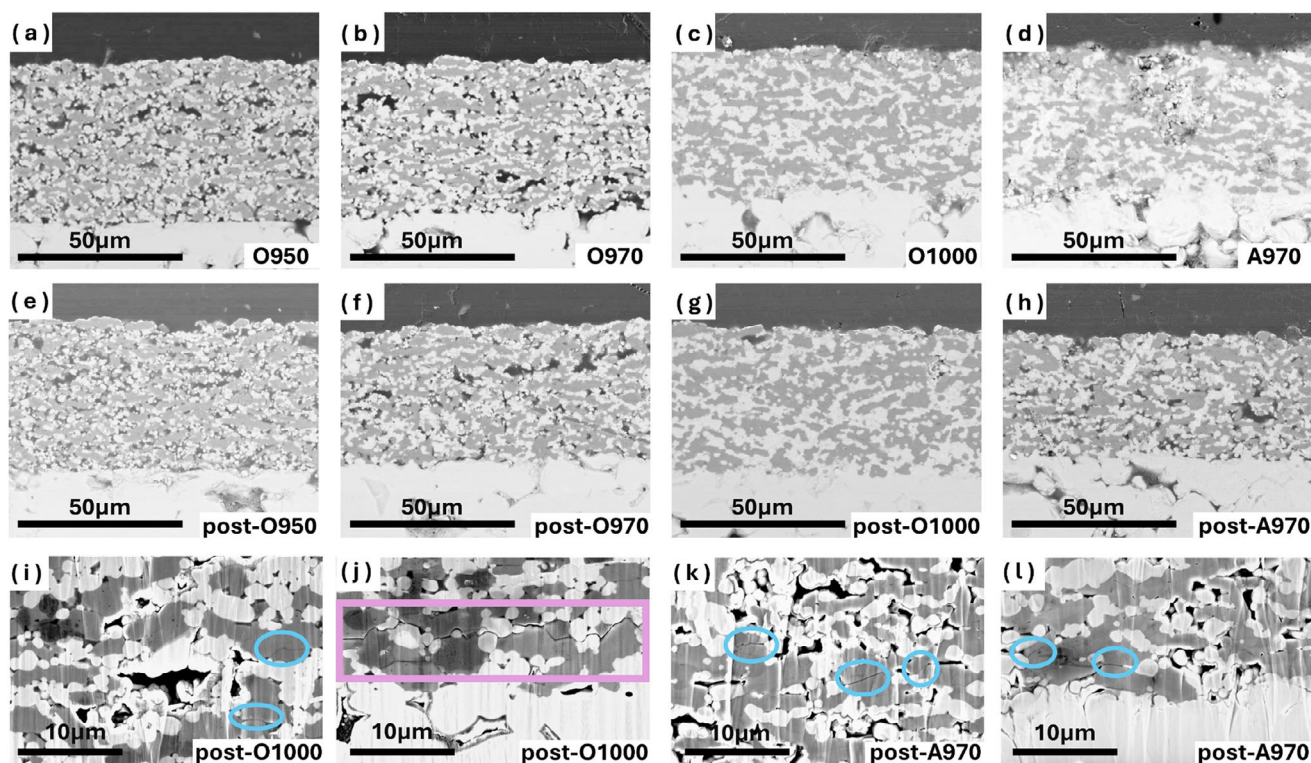 ( a )
50µm
O950
( b )
50µm
O970
( c )
50µm
O1000
( d )
50µm
A970
( e )
50µm
post-O950
( f )
50µm
post-O970
( g )
50µm
post-O1000
( h )
50µm
post-A970
( i )
10µm
post-O1000
( j )
10µm
post-O1000
( k )
10µm
post-A970
( l )
10µm
post-A970